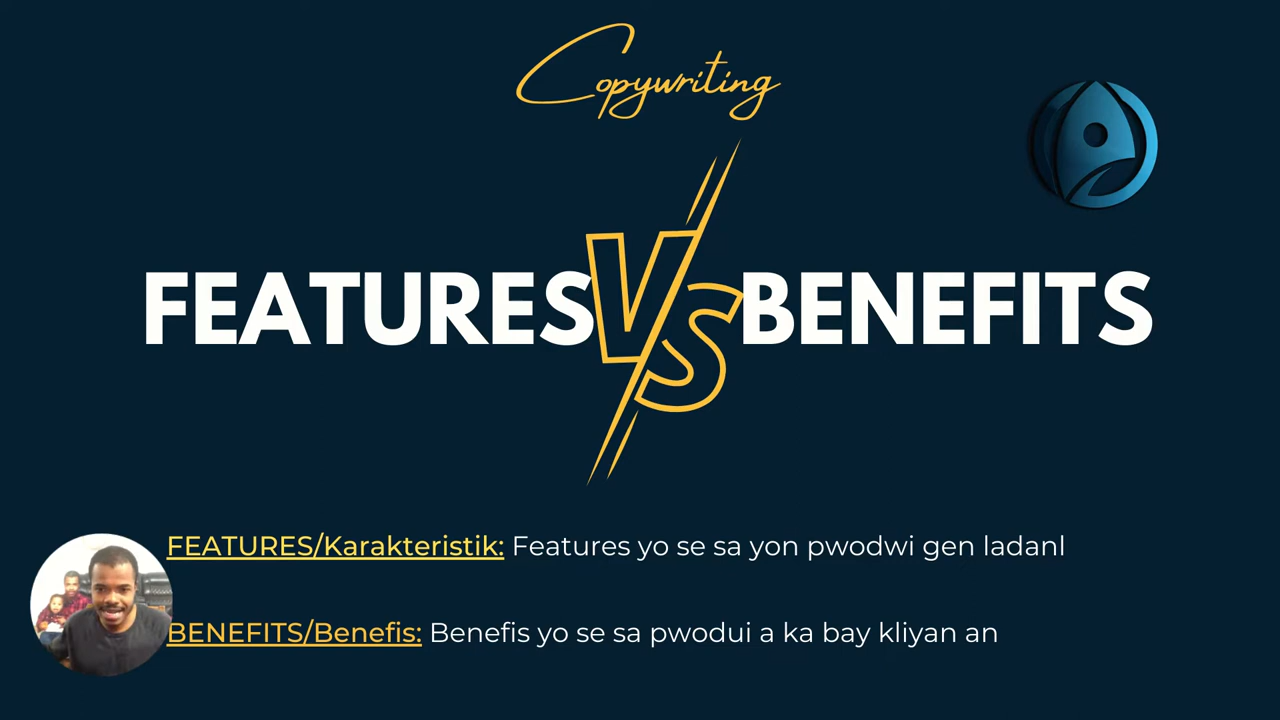 Copywriting
FEATURES VS BENEFITS
FEATURES/Karakteristik: Features yo se sa yon pwodwi gen ladanl
BENEFITS/Benefis: Benefis yo se sa pwodui a ka bay kliyan an